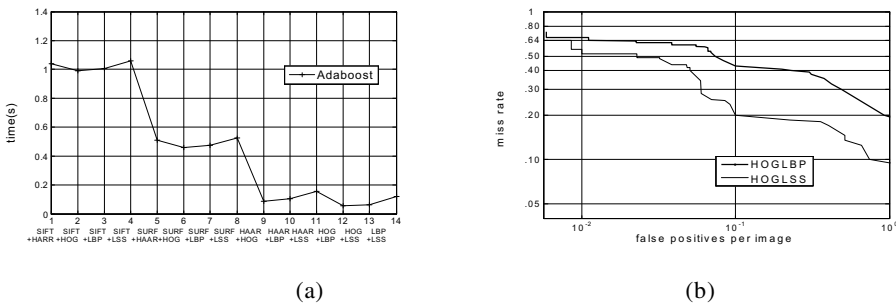 1.4
1.2
1
0.8
0.6
0.4
0.2
0
time(s)
Adaboost
1 2 3 4 5 6 7 8 9 10 11 12 13 14
SIFT SIFT SIFT SIFT SURF SURF SURF SURF HAAR HAAR HAAR HOG HOG LBP
+HARR +HOG +LBP +LSS +HAAR +HOG +LBP +LSS +HOG +LBP +LSS +LBP +LSS +LSS
(a)
1
.80
.64
.50
.40
.30
.20
.10
.05
miss rate
HOGLBP
HOGLSS
10-2 10-1 100
false positives per image
(b)